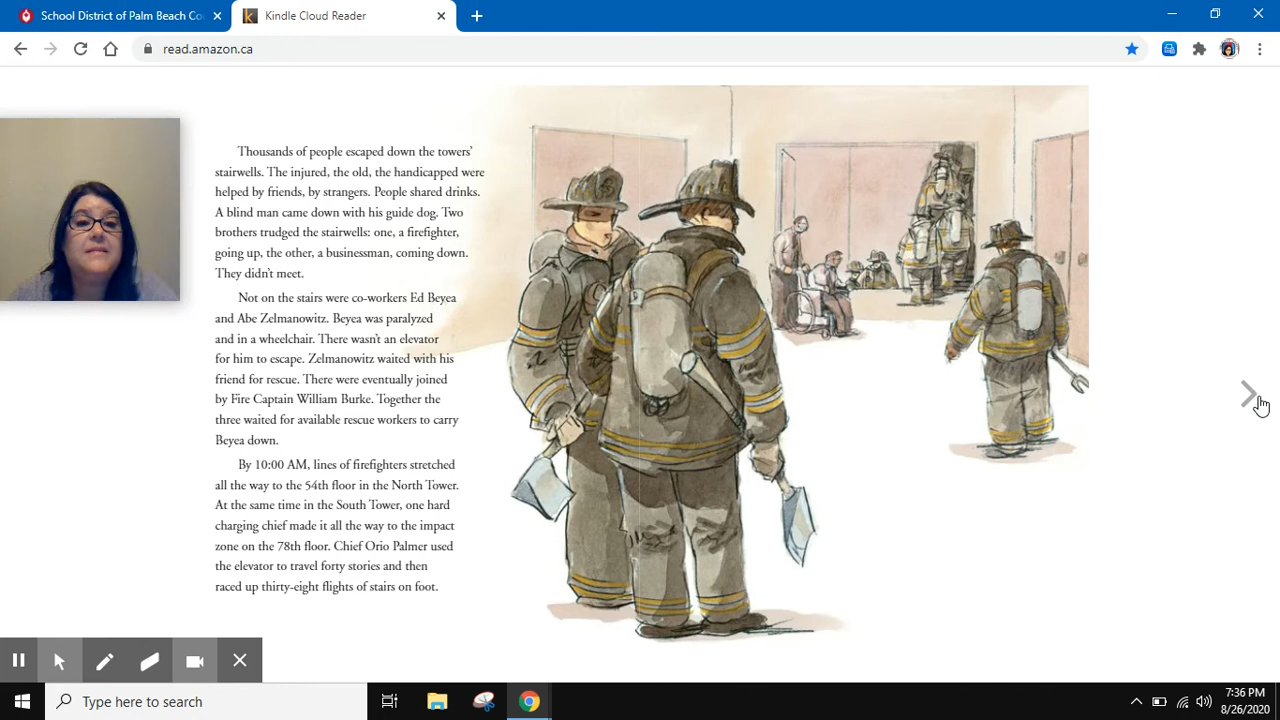 School District of Palm Beach Co
Kindle Cloud Reader
read.amazon.ca
Thousands of people escaped down the towers'
stairwells. The injured, the old, the handicapped were
helped by friends, by strangers. People shared drinks.
A blind man came down with his guide dog. Two
brothers trudged the stairwells: one, a firefighter,
going up, the other, a businessman, coming down.
They didn't meet.
Not on the stairs were co-workers Ed Beyea
and Abe Zelmanowitz. Beyea was paralyzed
and in a wheelchair. There wasn't an elevator
for him to escape. Zelmanowitz waited with his
friend for rescue. There were eventually joined
by Fire Captain William Burke. Together the
three waited for available rescue workers to carry
Beyea down.
By 10:00 AM, lines of firefighters stretched
all the way to the 54th floor in the North Tower.
At the same time in the South Tower, one hard
charging chief made it all the way to the impact
zone on the 78th floor. Chief Orio Palmer used
the elevator to travel forty stories and then
raced up thirty-eight flights of stairs on foot.
Type here to search
7:36 PM
8/26/2020